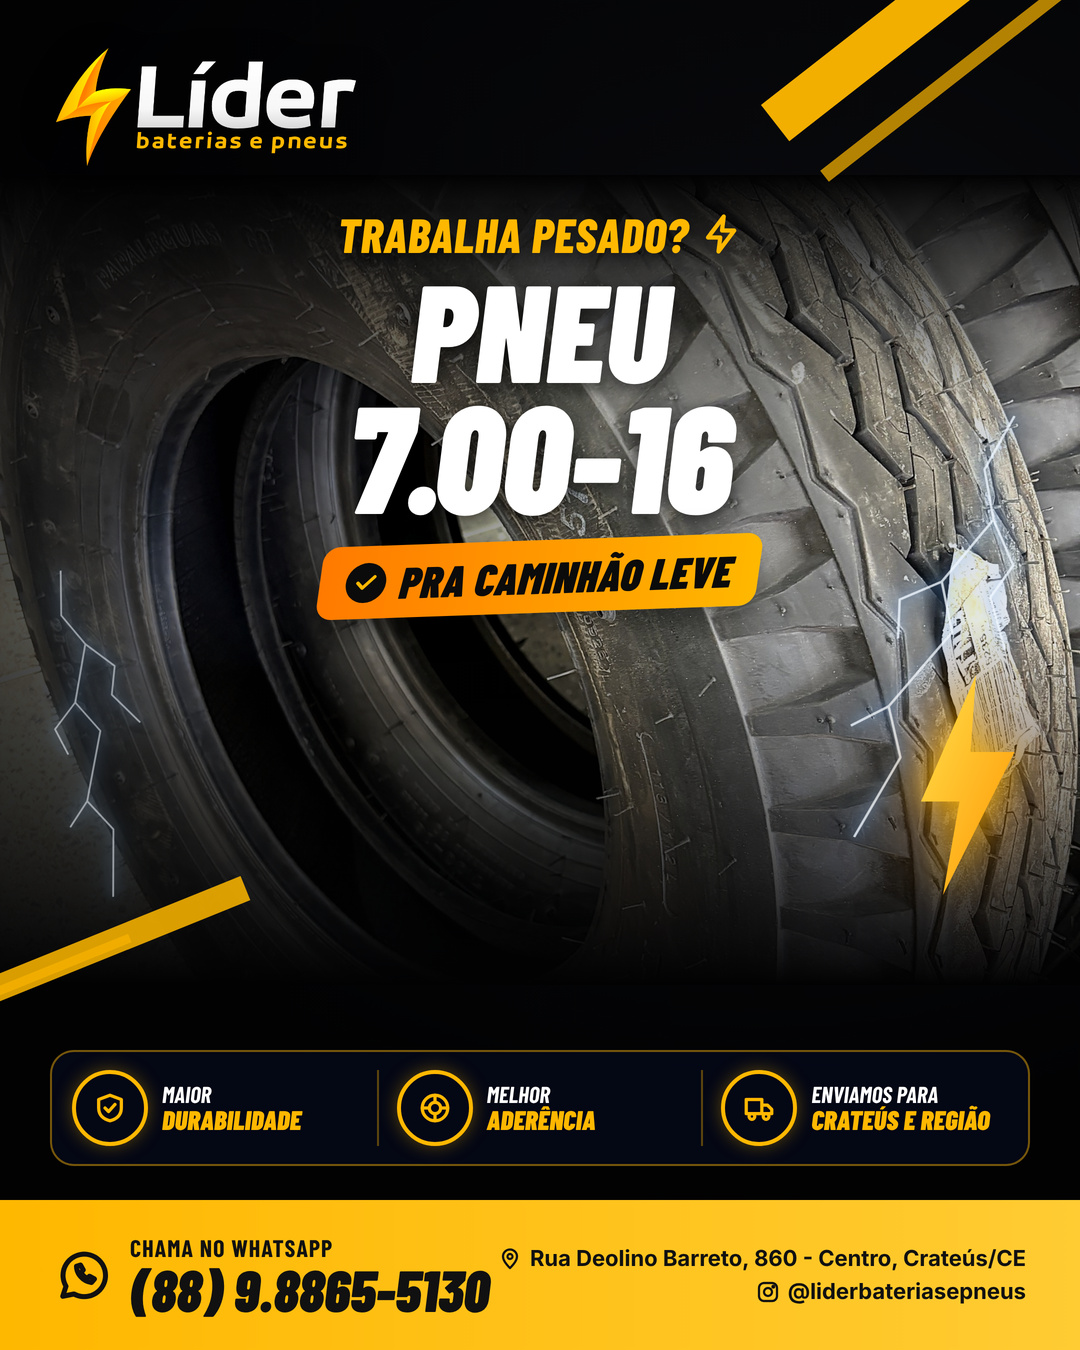 Líder
baterias e pneus
TRABALHA PESADO?
PNEU
7.00-16
PRA CAMINHÃO LEVE
MAIOR
DURABILIDADE
MELHOR
ADERÊNCIA
ENVIAMOS PARA
CRATEÚS E REGIÃO
CHAMA NO WHATSAPP
(88) 9.8865-5130
Rua Deolino Barreto, 860 - Centro, Crateús/CE
@liderbateriasepneus